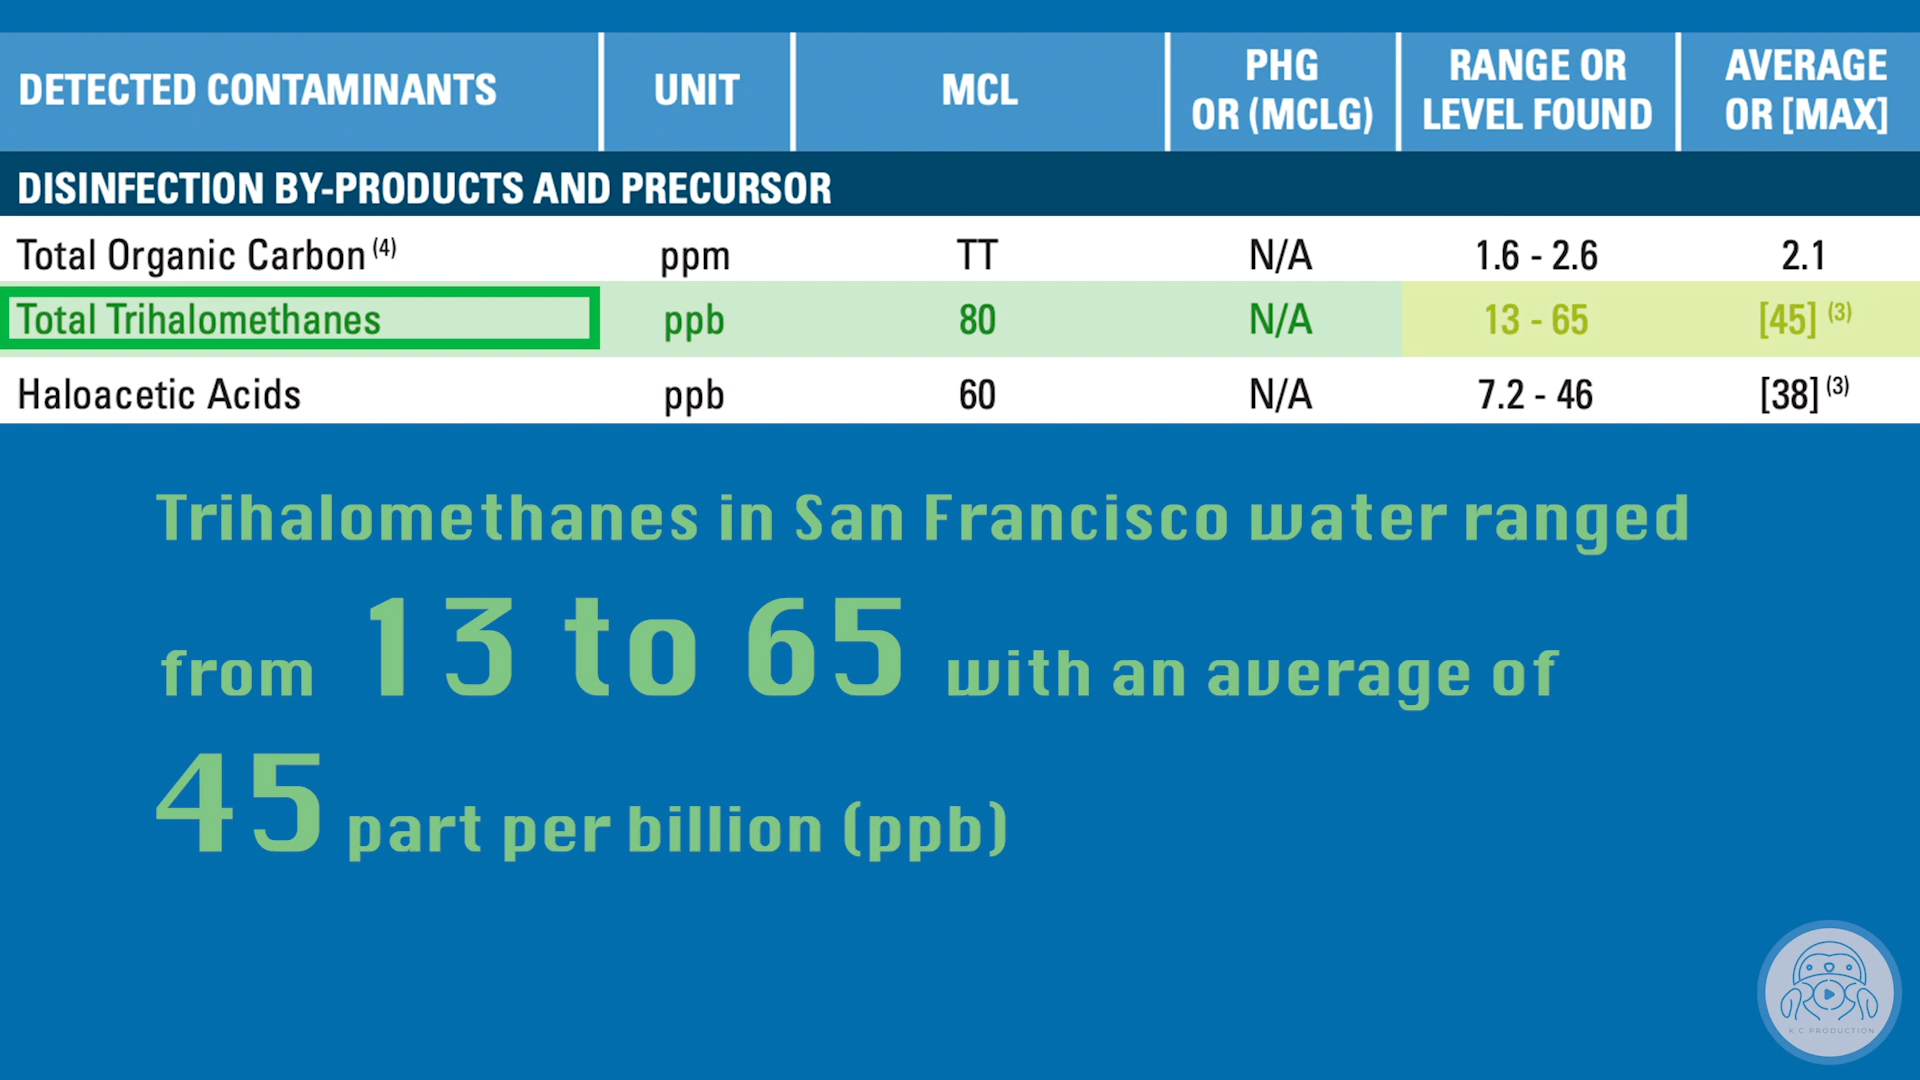 DETECTED CONTAMINANTS UNIT MCL PHG OR (MCLG) RANGE OR LEVEL FOUND AVERAGE OR [MAX]
DISINFECTION BY-PRODUCTS AND PRECURSOR
Total Organic Carbon (4) ppm TT N/A 1.6 - 2.6 2.1
Total Trihalomethanes ppb 80 N/A 13 - 65 [45] (3)
Haloacetic Acids ppb 60 N/A 7.2 - 46 [38] (3)
Trihalomethanes in San Francisco water ranged
from 13 to 65 with an average of
45 part per billion (ppb)
K.C PRODUCTION